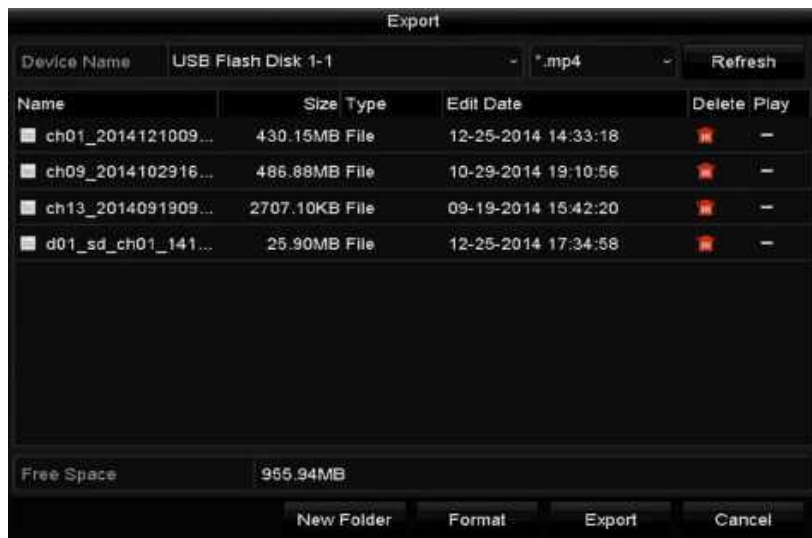 Export
Device Name USB Flash Disk 1-1 *.mp4 Refresh
Name Size Type Edit Date Delete Play
ch01_2014121009... 430.15MB File 12-25-2014 14:33:18
ch09_2014102916... 486.88MB File 10-29-2014 19:10:56
ch13_2014091909... 2707.10KB File 09-19-2014 15:42:20
d01_sd_ch01_141... 25.90MB File 12-25-2014 17:34:58
Free Space 955.94MB
New Folder Format Export Cancel